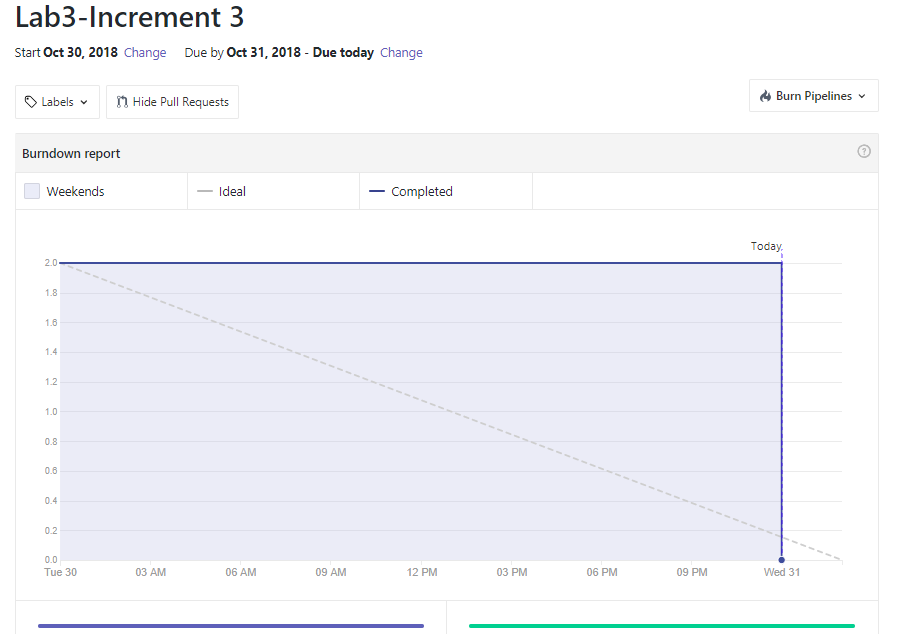 Lab3-Increment 3
Start Oct 30, 2018 Change Due by Oct 31, 2018 - Due today Change
Labels Hide Pull Requests Burn Pipelines
Burndown report
Weekends Ideal Completed
Today
2.0
1.8
1.6
1.4
1.2
1.0
0.8
0.6
0.4
0.2
0.0
Tue 30 03 AM 06 AM 09 AM 12 PM 03 PM 06 PM 09 PM Wed 31